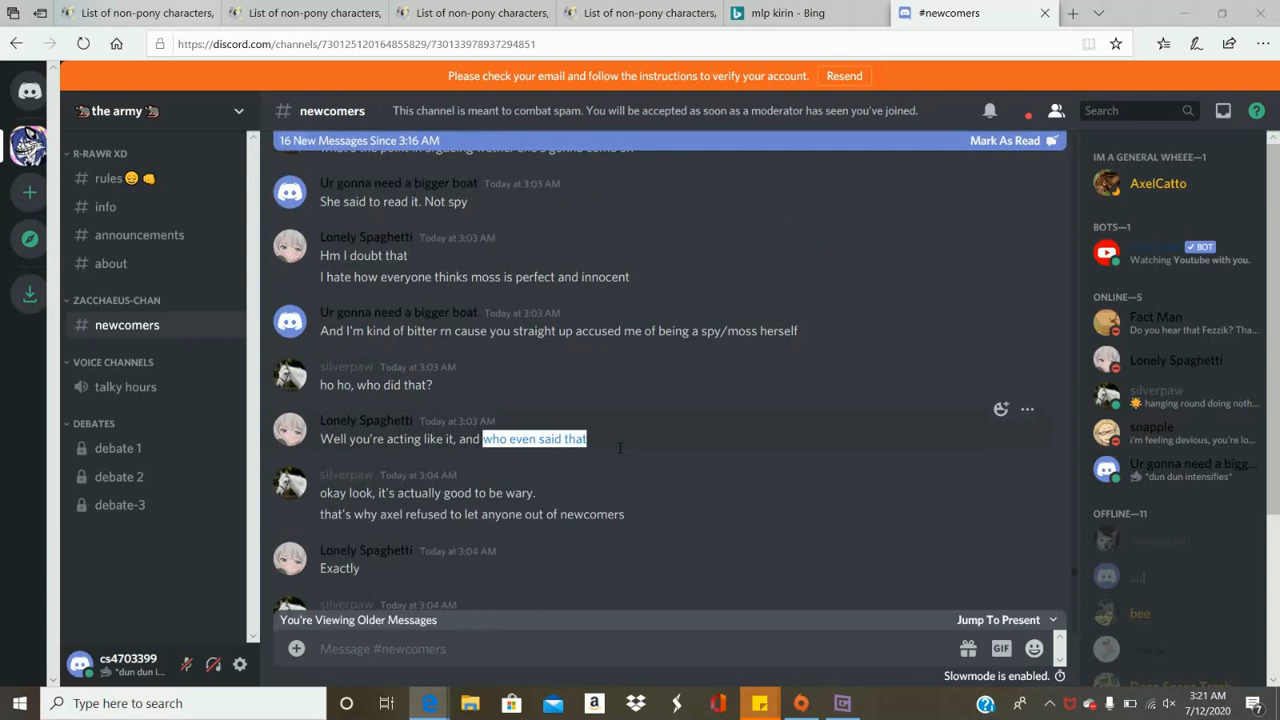 List of non-pony characters,
List of non-pony characters,
List of non-pony characters,
List of non-pony characters,
mlp kirin - Bing
#newcomers
https://discord.com/channels/730125120164855829/730133978937294851
Please check your email and follow the instructions to verify your account.
Resend
the army
# newcomers
This channel is meant to combat spam. You will be accepted as soon as a moderator has seen you've joined.
Search
16 New Messages Since 3:16 AM
Mark As Read
R-RAWR XD
# rules
# info
# announcements
# about
ZACCHAEUS-CHAN
# newcomers
VOICE CHANNELS
talky hours
DEBATES
debate 1
debate 2
debate-3
cs4703399
*dun dun i...
Ur gonna need a bigger boat Today at 3:03 AM
She said to read it. Not spy
Lonely Spaghetti Today at 3:03 AM
Hm I doubt that
I hate how everyone thinks moss is perfect and innocent
Ur gonna need a bigger boat Today at 3:03 AM
And I'm kind of bitter rn cause you straight up accused me of being a spy/moss herself
silverpaw Today at 3:03 AM
ho ho, who did that?
Lonely Spaghetti Today at 3:03 AM
Well you're acting like it, and who even said that
silverpaw Today at 3:04 AM
okay look, it's actually good to be wary.
that's why axel refused to let anyone out of newcomers
Lonely Spaghetti Today at 3:04 AM
Exactly
silverpaw Today at 3:04 AM
You're Viewing Older Messages
Jump To Present
Message #newcomers
GIF
Slowmode is enabled.
IM A GENERAL WHEEE—1
AxelCatto
BOTS—1
BOT
Watching Youtube with you.
ONLINE—5
Fact Man
Do you hear that Fezzik? Tha...
Lonely Spaghetti
silverpaw
hanging round doing noth...
snapple
i'm feeling devious, we sho...
Ur gonna need a bigg...
*dun dun intensifies*
OFFLINE—11
bee
Deep Space Trash
Type here to search
3:21 AM
7/12/2020